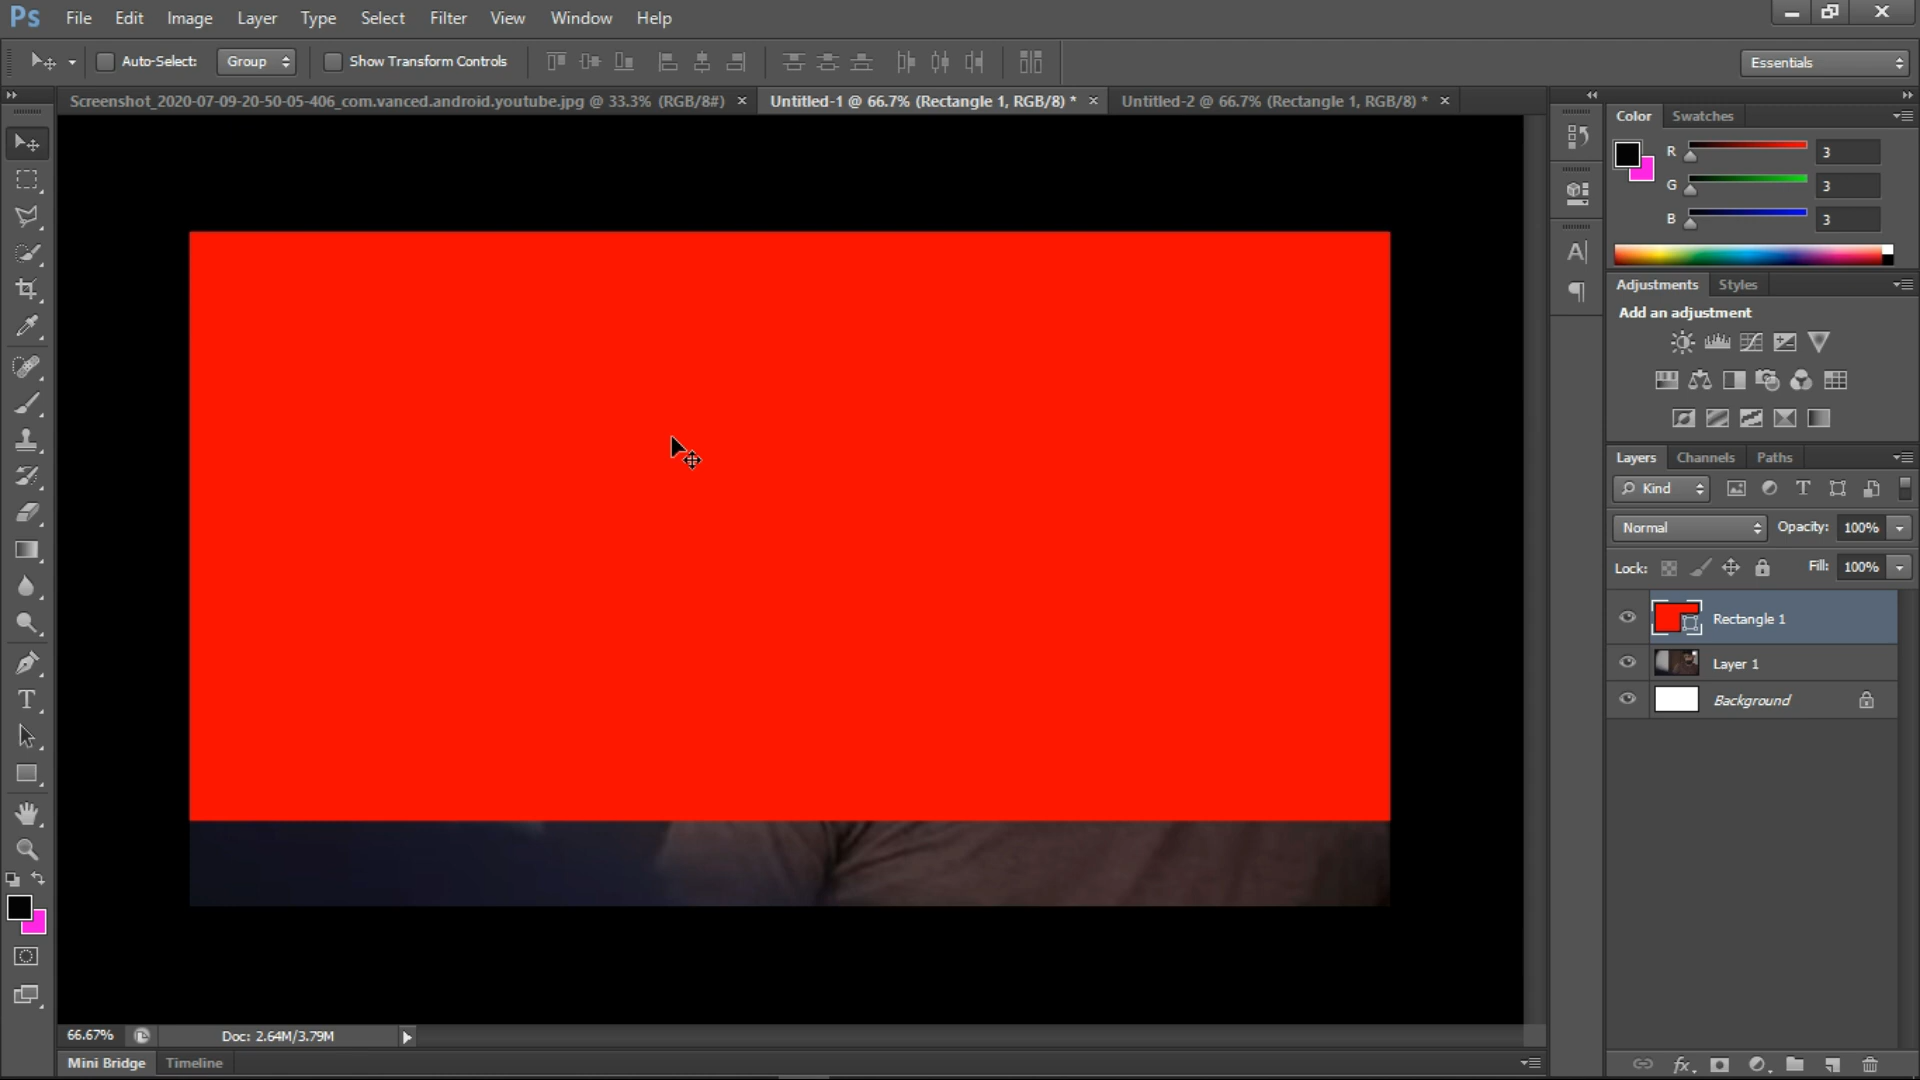 Ps File Edit Image Layer Type Select Filter View Window Help
Auto-Select: Group Show Transform Controls Essentials
Screenshot_2020-07-09-20-50-05-406_com.vanced.android.youtube.jpg @ 33.3% (RGB/8#) × Untitled-1 @ 66.7% (Rectangle 1, RGB/8) * × Untitled-2 @ 66.7% (Rectangle 1, RGB/8) * ×
Color Swatches
R 3
G 3
B 3
Adjustments Styles
Add an adjustment
Layers Channels Paths
Kind
Normal Opacity: 100%
Lock: Fill: 100%
Rectangle 1
Layer 1
Background
66.67% Doc: 2.64M/3.79M
Mini Bridge Timeline